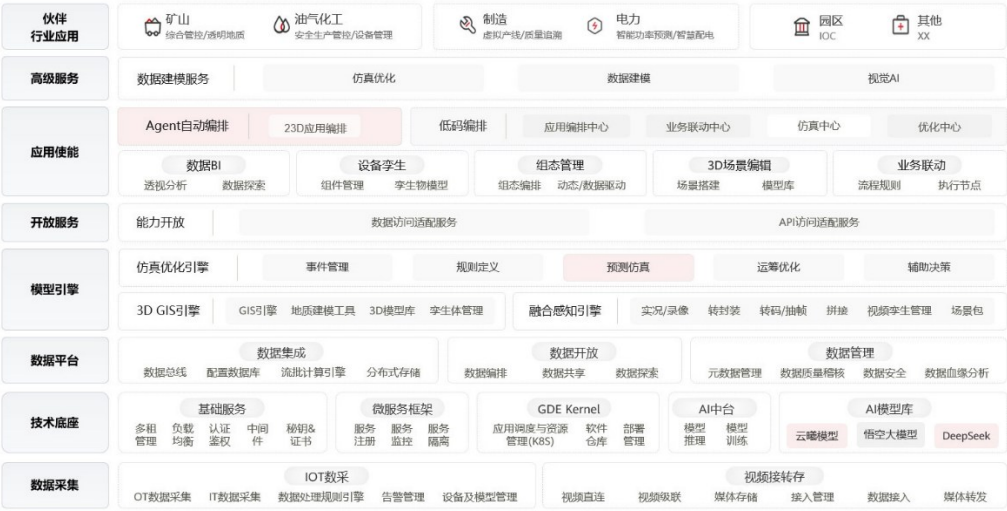 伙伴
行业应用
矿山
综合管控/透明地质
油气化工
安全生产管控/设备管理
制造
虚拟产线/质量追溯
电力
智能功率预测/智慧配电
园区
IOC
其他
XX
高级服务
数据建模服务
仿真优化
数据建模
视觉AI
应用使能
Agent自动编排
23D应用编排
低码编排
应用编排中心
业务联动中心
仿真中心
优化中心
数据BI
透视分析 数据探索
设备孪生
组件管理 孪生物模型
组态管理
组态编排 动态/数据驱动
3D场景编辑
场景搭建 模型库
业务联动
流程规则 执行节点
开放服务
能力开放
数据访问适配服务
API访问适配服务
模型引擎
仿真优化引擎
事件管理
规则定义
预测仿真
运筹优化
辅助决策
3D GIS引擎
GIS引擎 地质建模工具 3D模型库 孪生体管理
融合感知引擎
实况/录像 转封装 转码/抽帧 拼接 视频孪生管理 场景包
数据平台
数据集成
数据总线 配置数据库 流批计算引擎 分布式存储
数据开放
数据编排 数据共享 数据探索
数据管理
元数据管理 数据质量稽核 数据安全 数据血缘分析
技术底座
基础服务
多租 负载 认证 中间 秘钥&
管理 均衡 鉴权 件 证书
微服务框架
服务 服务 服务
注册 监控 隔离
GDE Kernel
应用调度与资源 软件 部署
管理(K8S) 仓库 管理
AI中台
模型 模型
推理 训练
AI模型库
云曦模型
悟空大模型
DeepSeek
数据采集
IOT数采
OT数据采集 IT数据采集 数据处理规则引擎 告警管理 设备及模型管理
视频接转存
视频直连 视频级联 媒体存储 接入管理 数据接入 媒体转发